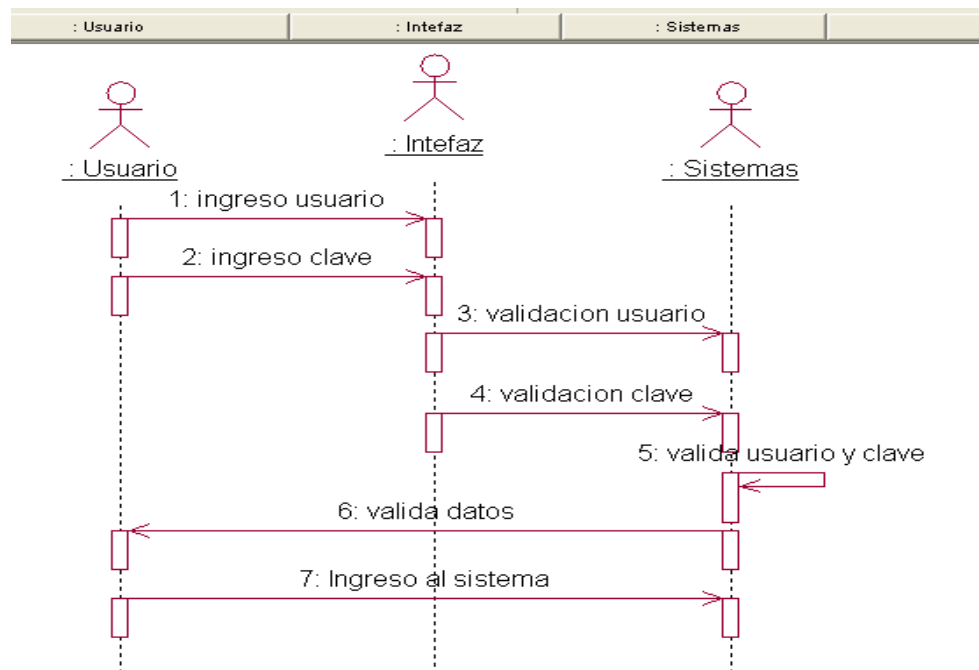 : Usuario
: Intefaz
: Sistemas
: Usuario
: Intefaz
: Sistemas
1: ingreso usuario
2: ingreso clave
3: validacion usuario
4: validacion clave
5: valida usuario y clave
6: valida datos
7: Ingreso al sistema